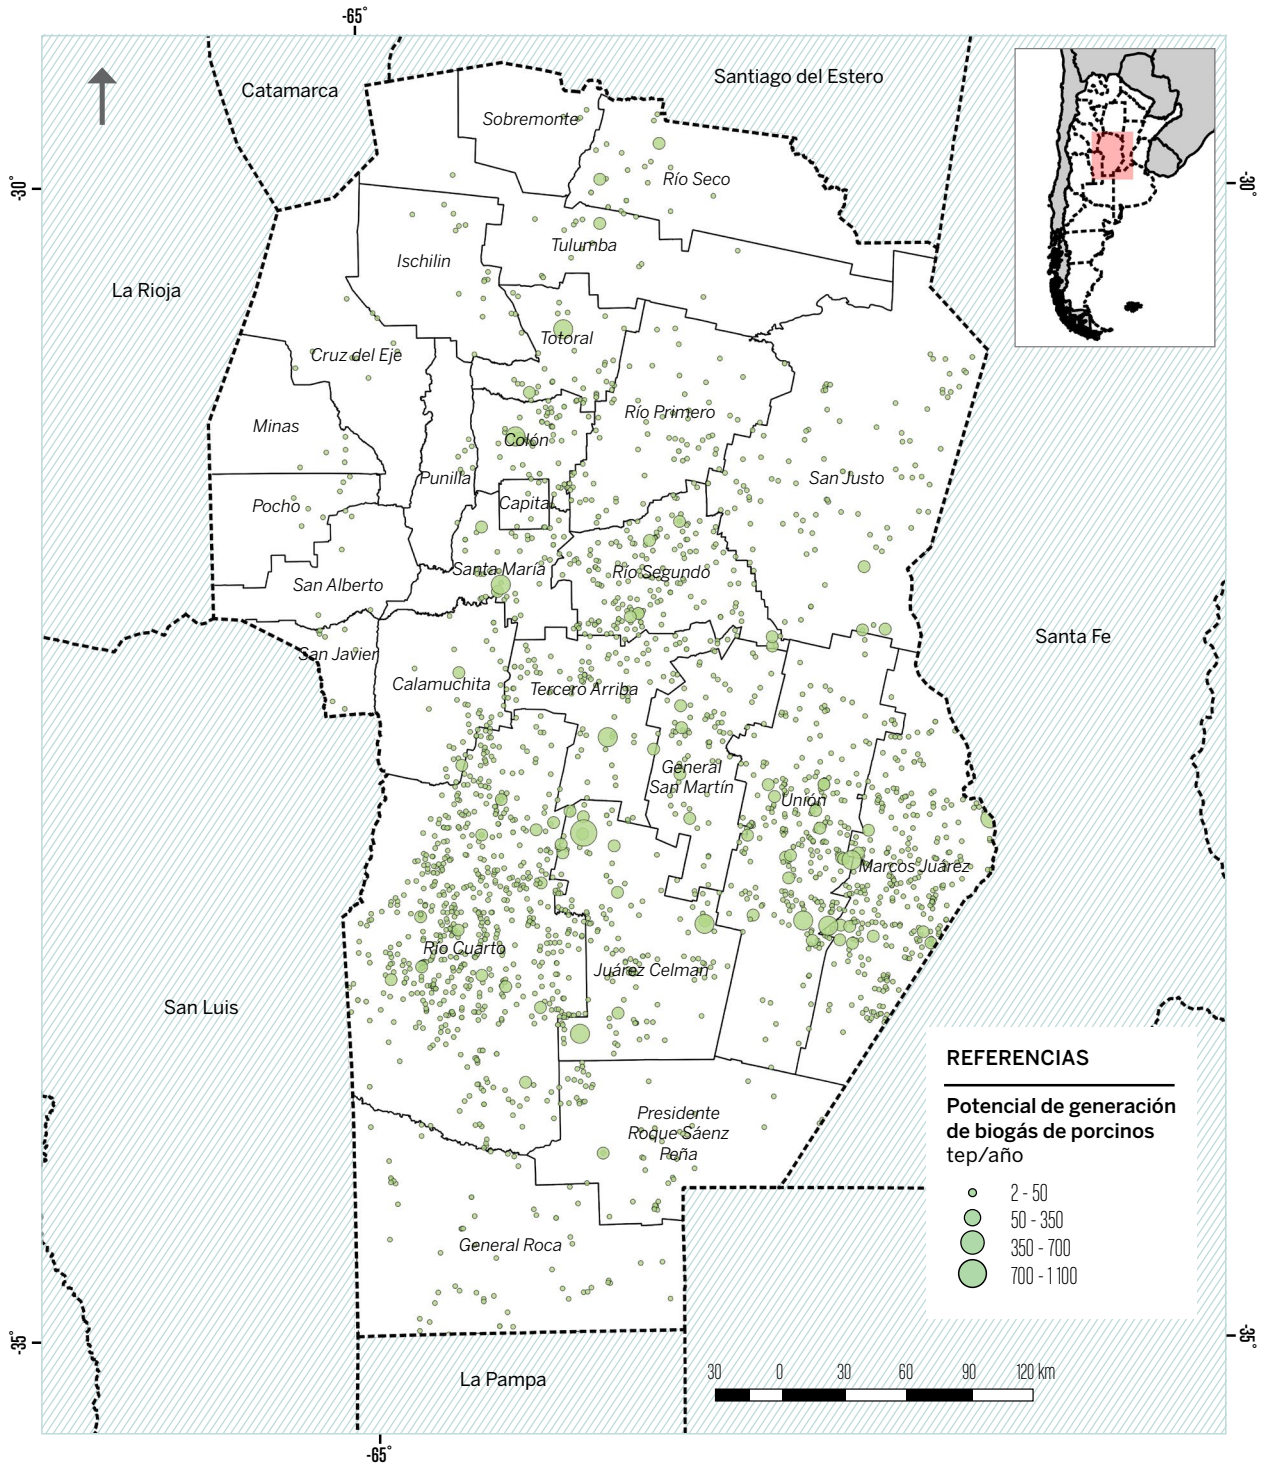 -65°
Catamarca
Santiago del Estero
Sobremonte
-30°
Río Seco
-30°
Tulumba
Ischilin
La Rioja
Totoral
Cruz del Eje
Río Primero
Minas
Colón
Punilla
San Justo
Pocho
Capital
Santa María
Río Segundo
San Alberto
Santa Fe
San Javier
Calamuchita
Tercero Arriba
General
San Martín
Unión
Marcos Juárez
Río Cuarto
Juárez Celman
San Luis
REFERENCIAS
Potencial de generación
de biogás de porcinos
tep/año
2 - 50
50 - 350
350 - 700
700 - 1 100
Presidente
Roque Sáenz
Peña
General Roca
-35°
-35°
La Pampa
30 0 30 60 90 120 km
-65°